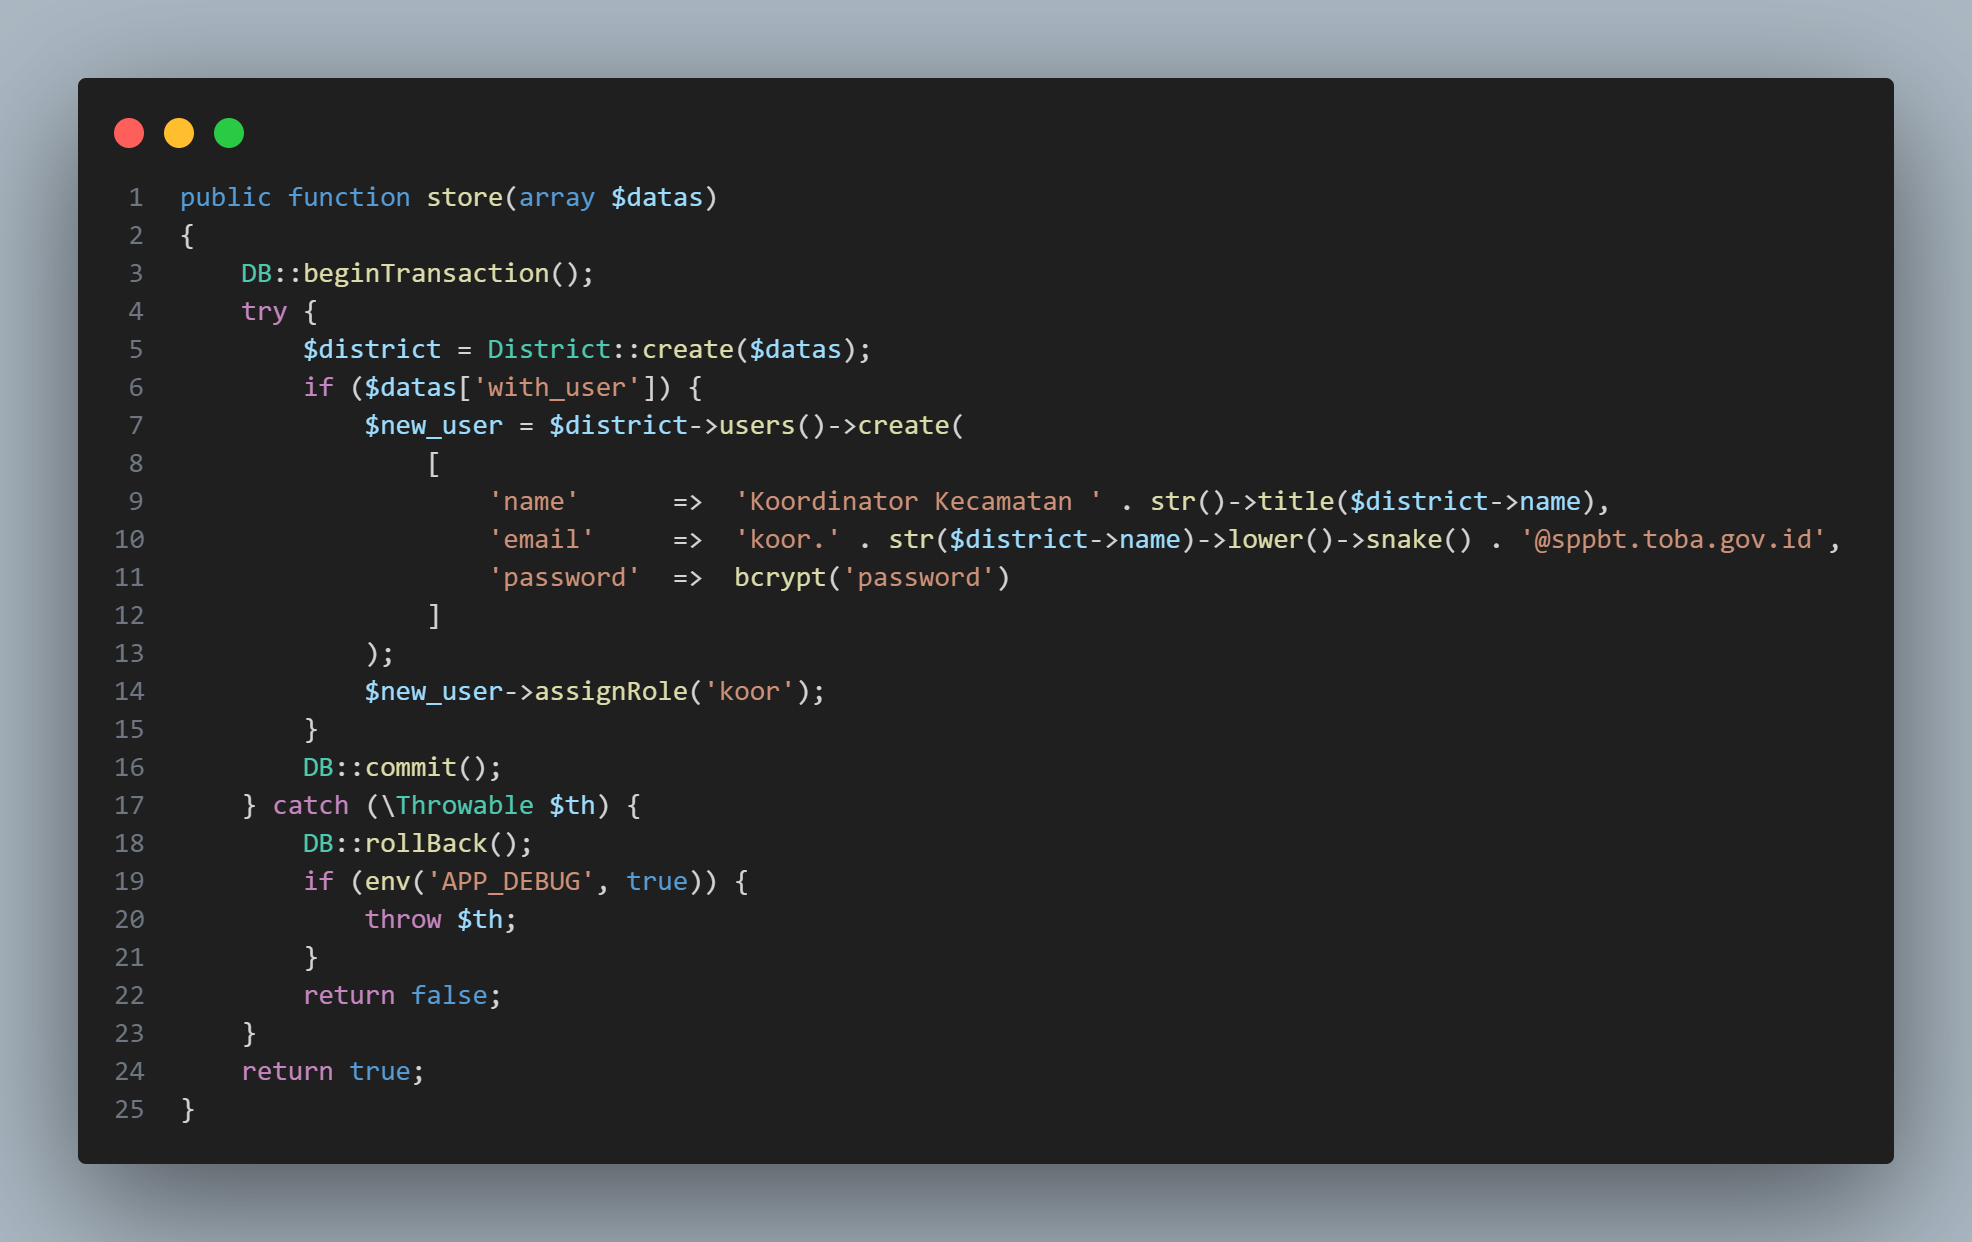 1 public function store(array $datas)
2 {
3     DB::beginTransaction();
4     try {
5         $district = District::create($datas);
6         if ($datas['with_user']) {
7             $new_user = $district->users()->create(
8                 [
9                     'name'      =>  'Koordinator Kecamatan ' . str()->title($district->name),
10                     'email'     =>  'koor.' . str($district->name)->lower()->snake() . '@sppbt.toba.gov.id',
11                     'password'  =>  bcrypt('password')
12                 ]
13             );
14             $new_user->assignRole('koor');
15         }
16         DB::commit();
17     } catch (\Throwable $th) {
18         DB::rollBack();
19         if (env('APP_DEBUG', true)) {
20             throw $th;
21         }
22         return false;
23     }
24     return true;
25 }